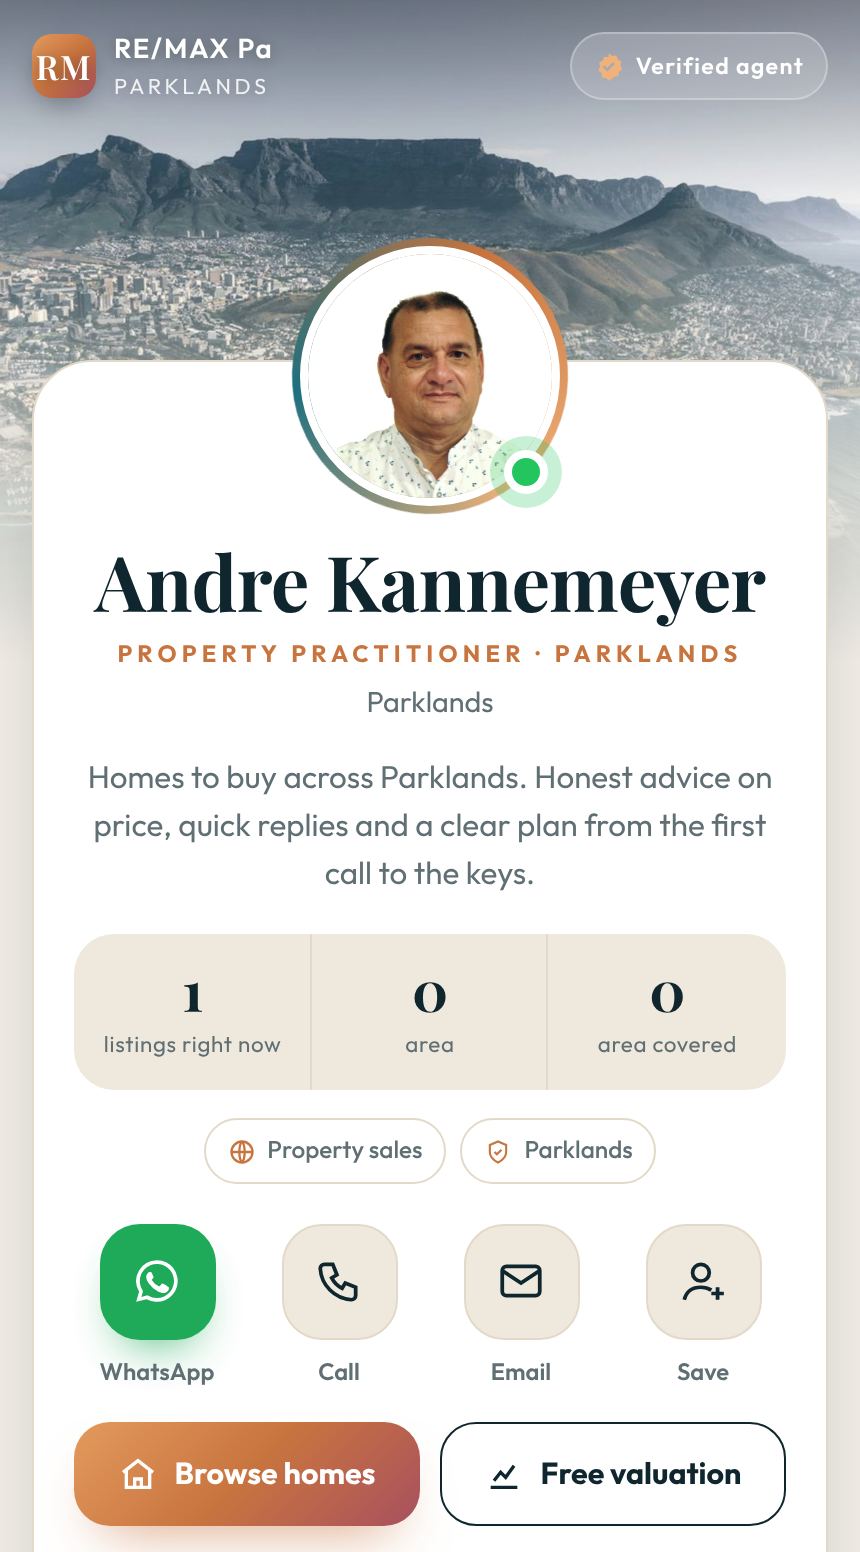 RM
RE/MAX Pa
PARKLANDS
Verified agent
Andre Kannemeyer
PROPERTY PRACTITIONER · PARKLANDS
Parklands
Homes to buy across Parklands. Honest advice on
price, quick replies and a clear plan from the first
call to the keys.
1
listings right now
0
area
0
area covered
Property sales
Parklands
WhatsApp
Call
Email
Save
Browse homes
Free valuation